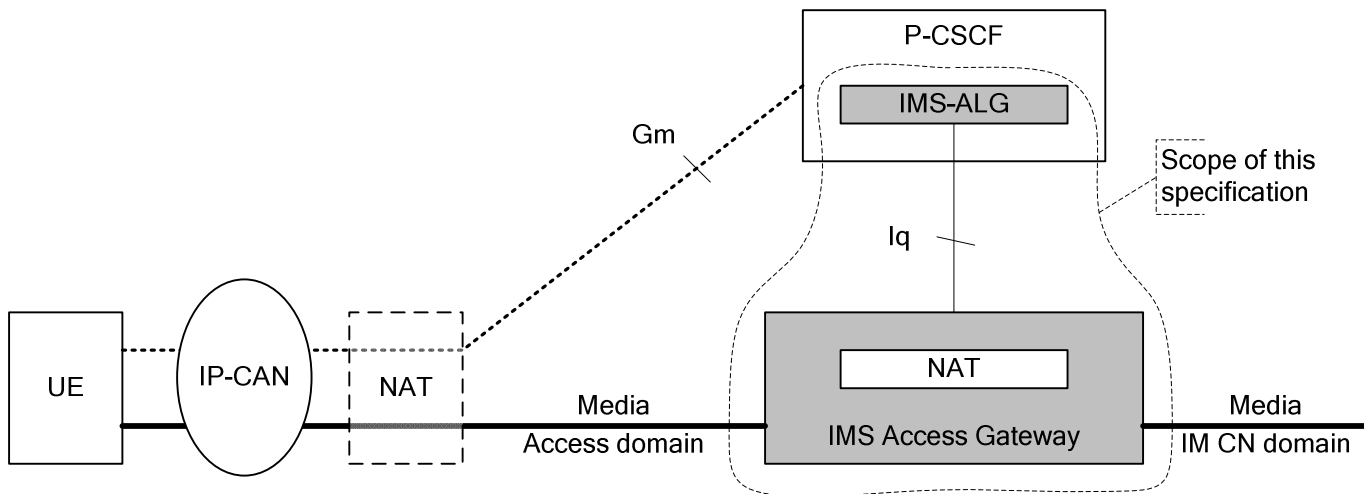 P-CSCF
IMS-ALG
Gm
Scope of this
specification
Iq
UE
IP-CAN
NAT
NAT
Media
Access domain
IMS Access Gateway
Media
IM CN domain